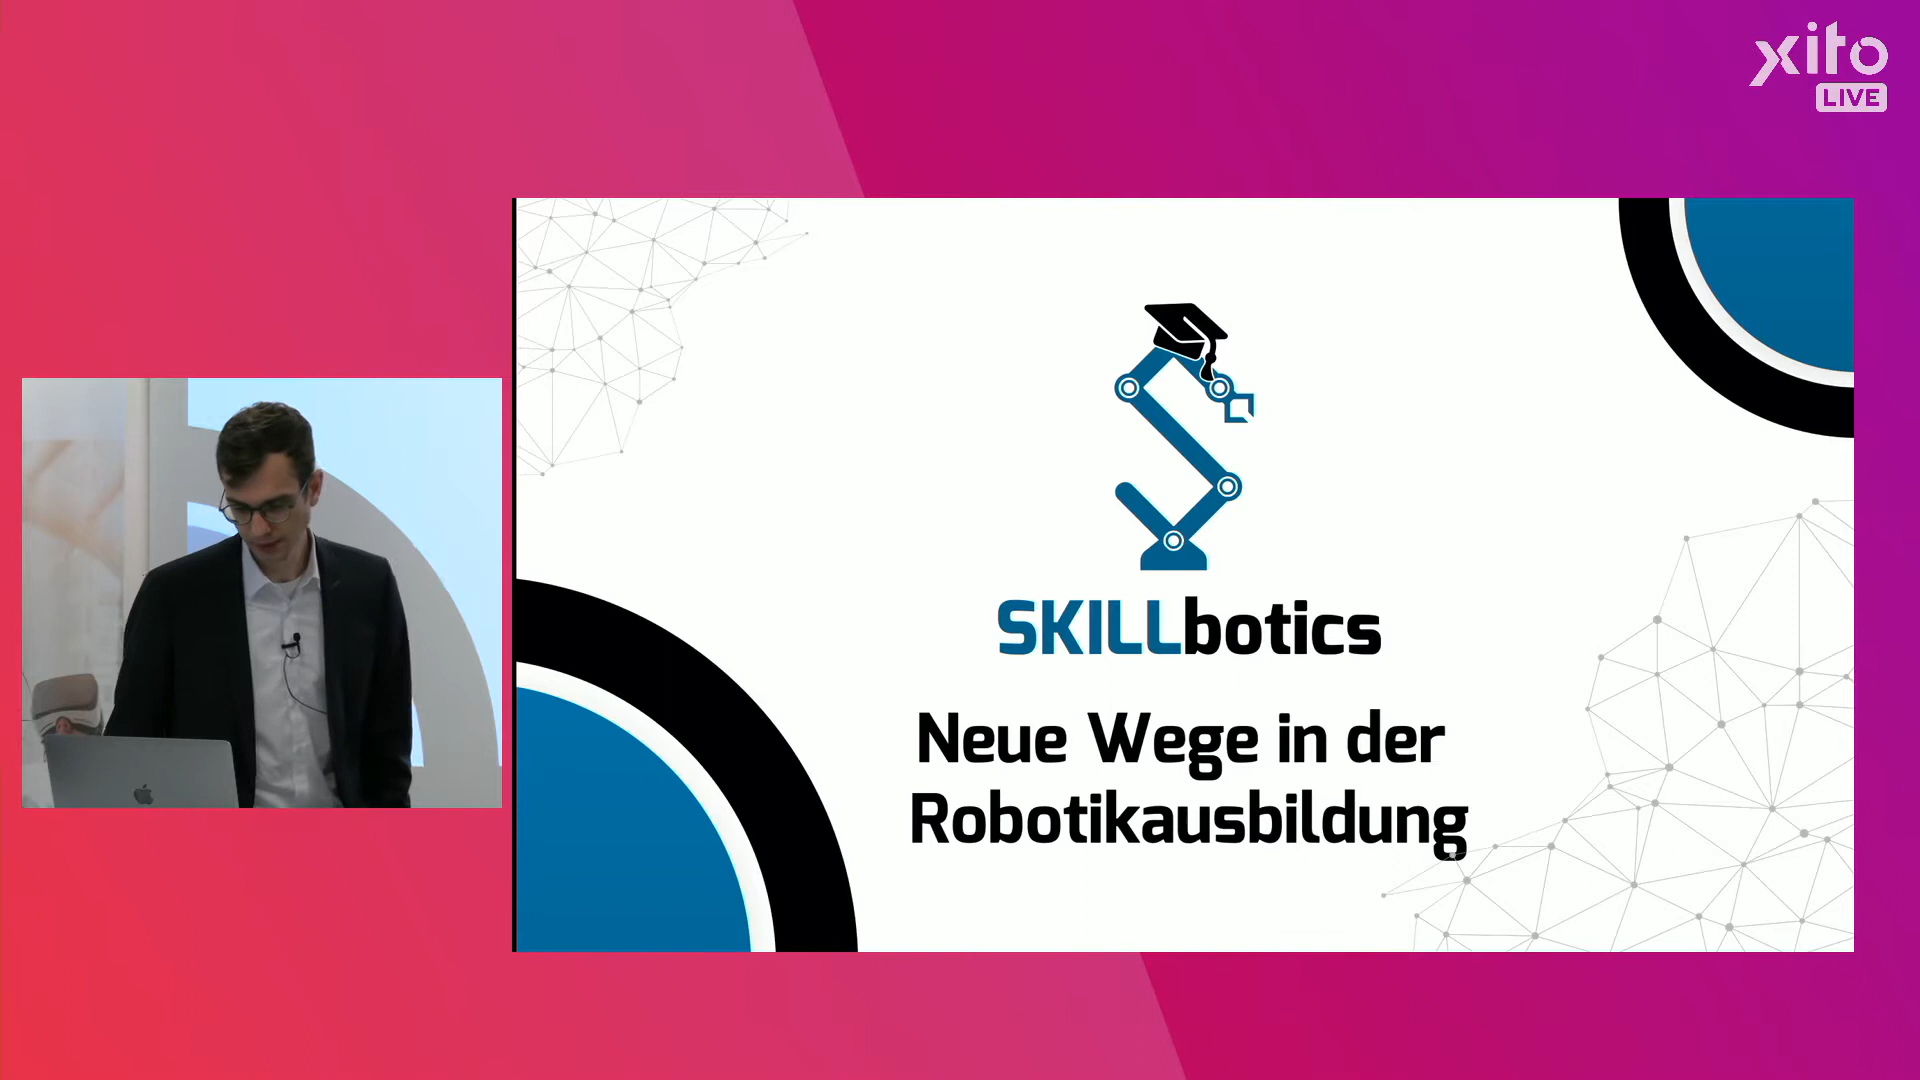 xito
LIVE
SKILLbotics
Neue Wege in der
Robotikausbildung